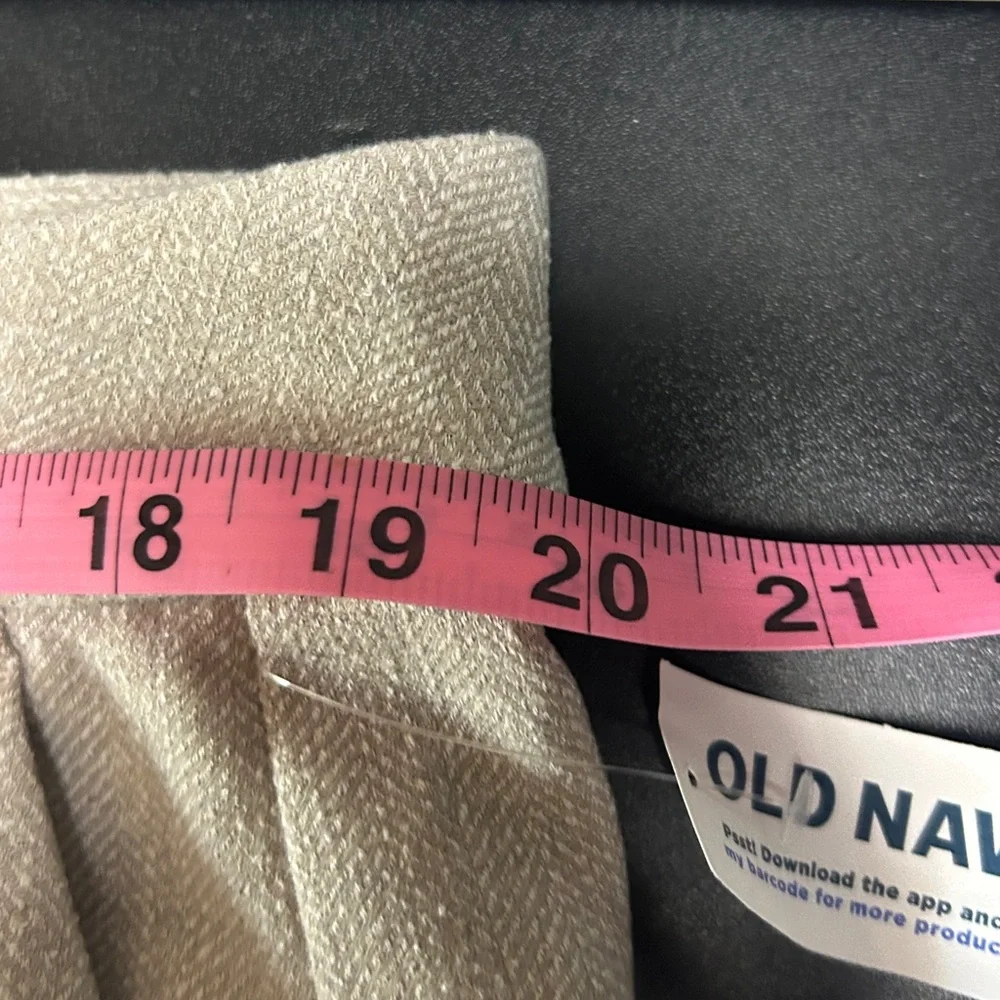 18 19 20 21
OLD NAV
Psst! Download the app and
my barcode for more produc